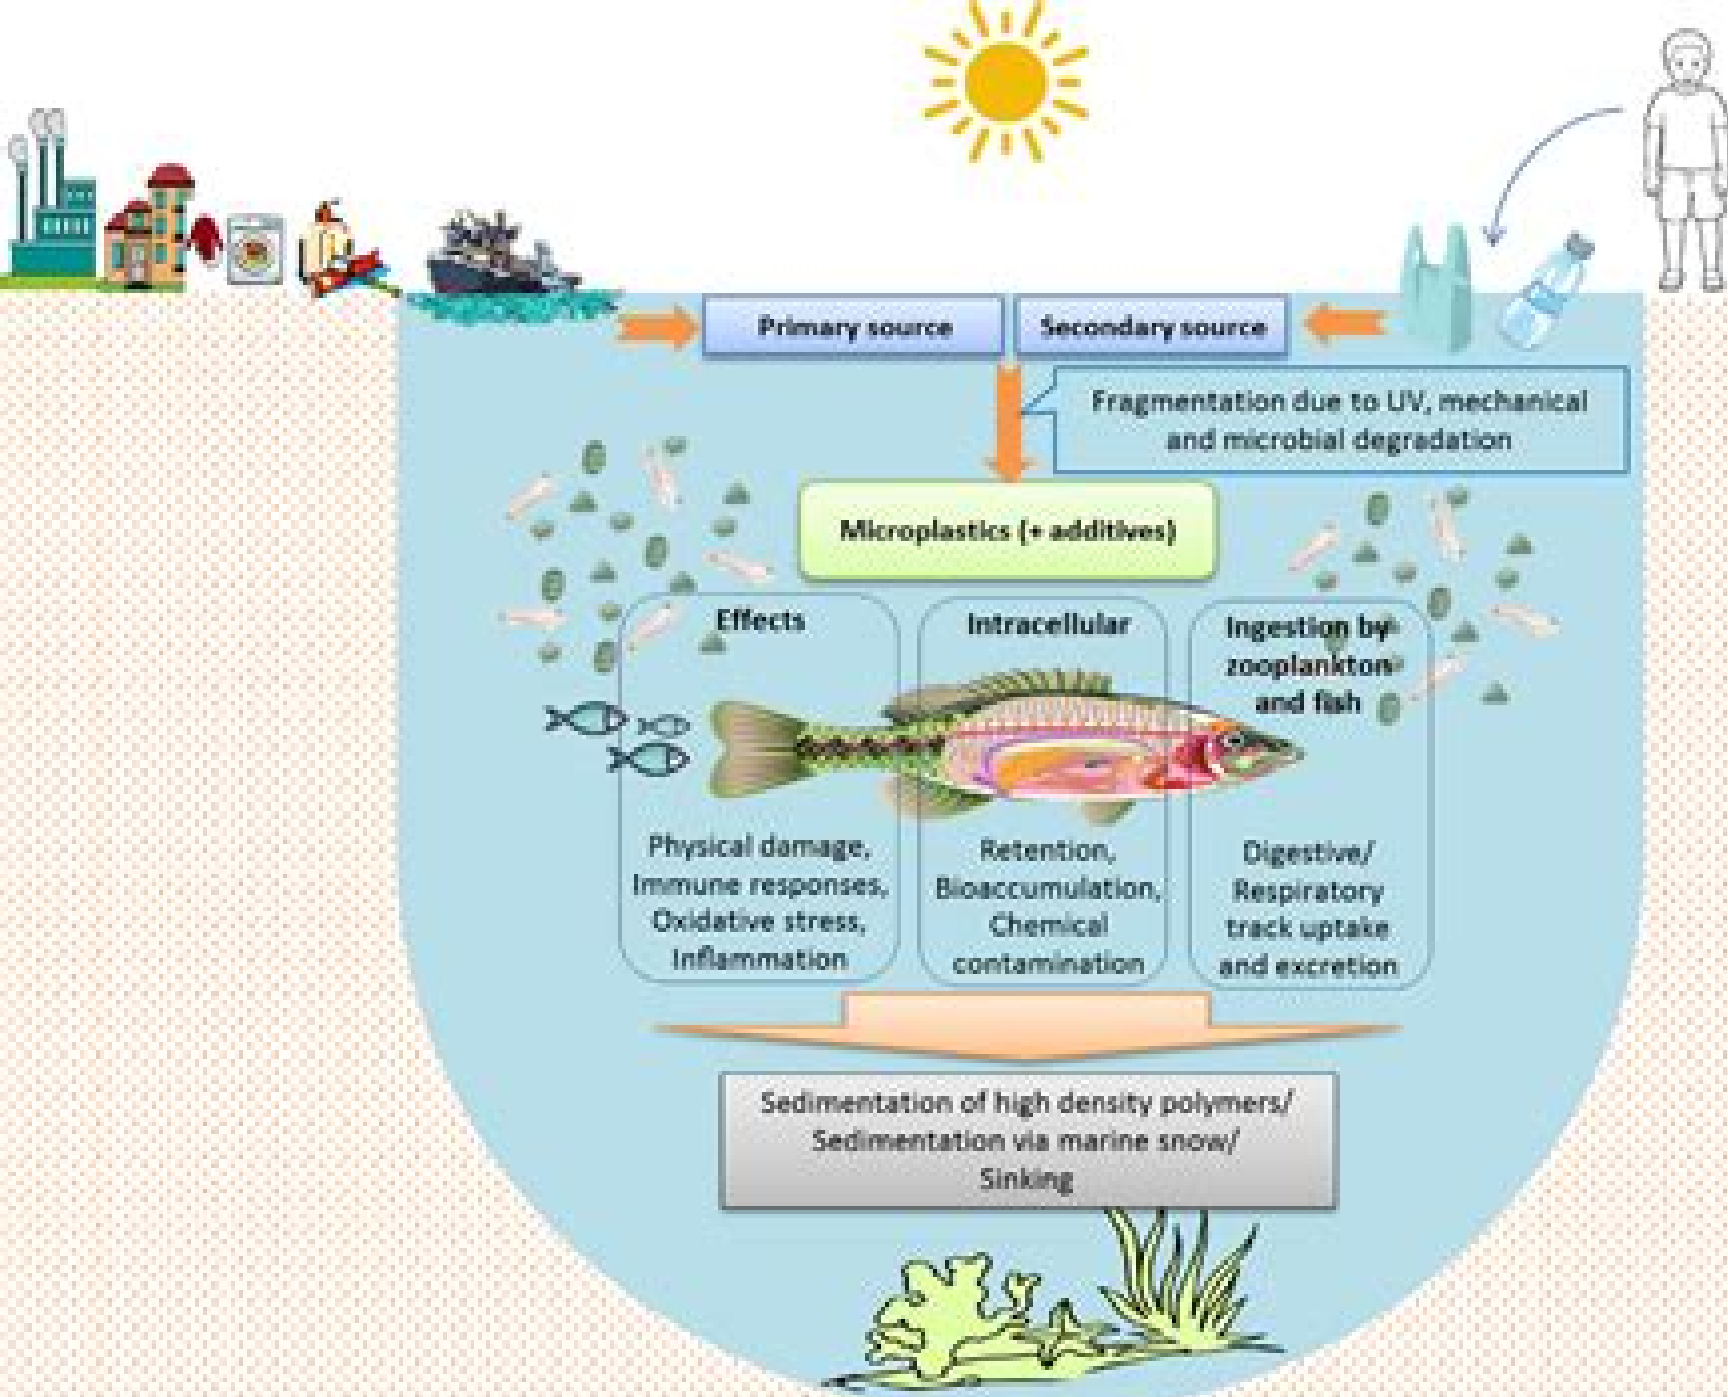 Primary source
Secondary source
Fragmentation due to UV, mechanical
and microbial degradation
Microplastics (+ additives)
Effects
Physical damage,
Immune responses,
Oxidative stress,
Inflammation
Intracellular
Retention,
Bioaccumulation,
Chemical
contamination
Ingestion by
zooplankton
and fish
Digestive/
Respiratory
track uptake
and excretion
Sedimentation of high density polymers/
Sedimentation via marine snow/
Sinking